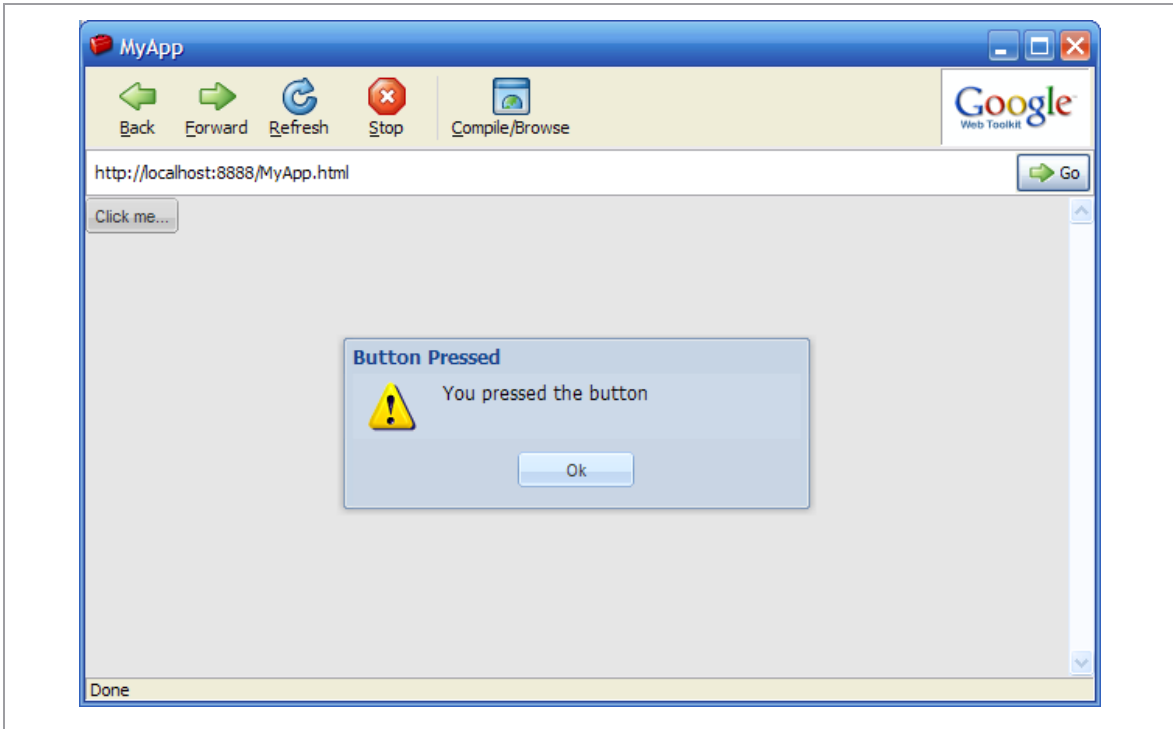 MyApp
Back Forward Refresh Stop Compile/Browse
Google
Web Toolkit
http://localhost:8888/MyApp.html Go
Click me...
Button Pressed
You pressed the button
Ok
Done